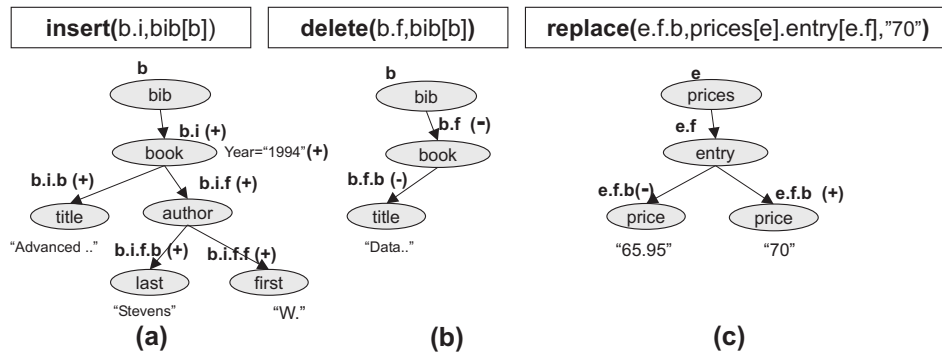 insert(b.i,bib[b])
delete(b.f,bib[b])
replace(e.f.b,prices[e].entry[e.f],"70")
b
bib
b.i (+)
book
Year="1994"(+)
b.i.b (+)
b.i.f (+)
title
author
"Advanced .."
b.i.f.b (+)
b.i.f.f (+)
last
first
"Stevens"
"W."
(a)
b
bib
b.f (-)
book
b.f.b (-)
title
"Data.."
(b)
e
prices
e.f
entry
e.f.b(-)
e.f.b (+)
price
price
"65.95"
"70"
(c)